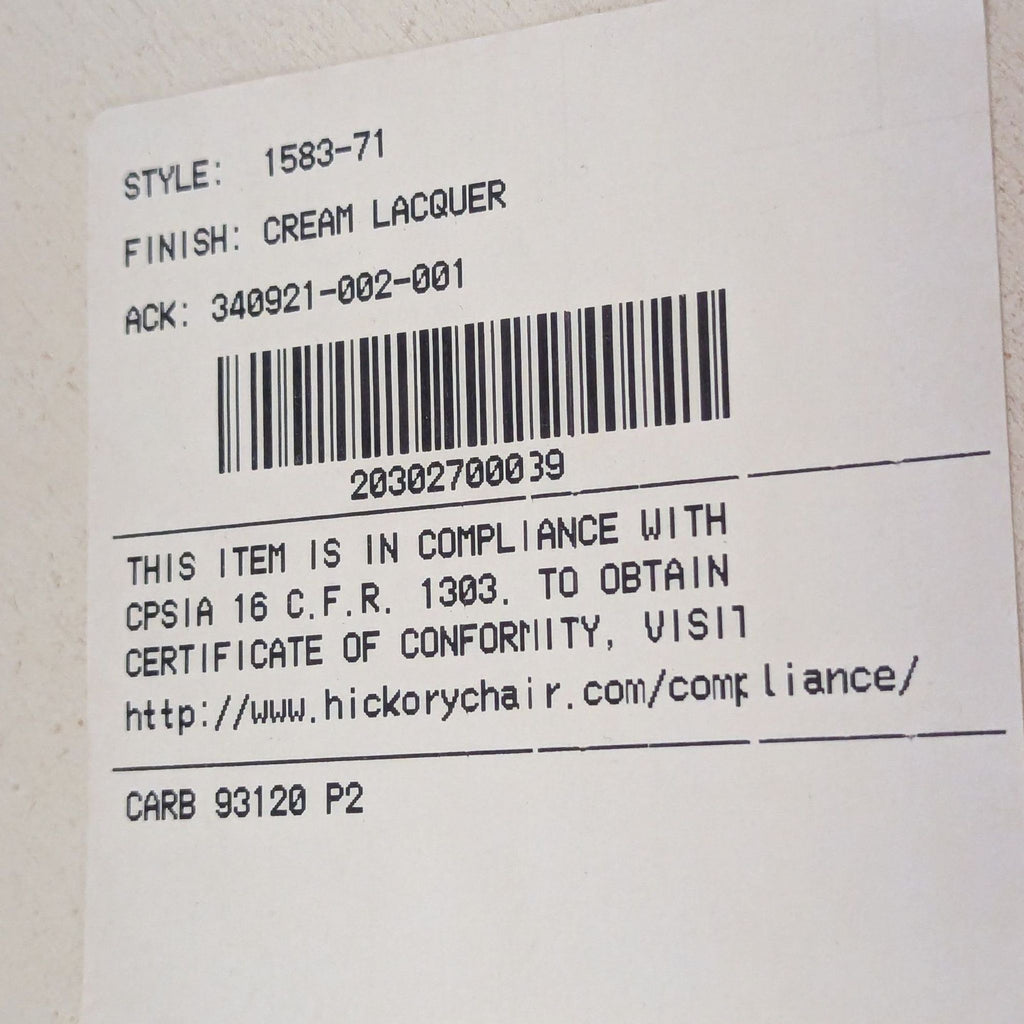 STYLE: 1583-71
FINISH: CREAM LACQUER
ACK: 340921-002-001
20302700039
THIS ITEM IS IN COMPLIANCE WITH
CPSIA 16 C.F.R. 1303. TO OBTAIN
CERTIFICATE OF CONFORMITY, VISIT
http://www.hickorychair.com/compliance/
CARB 93120 P2